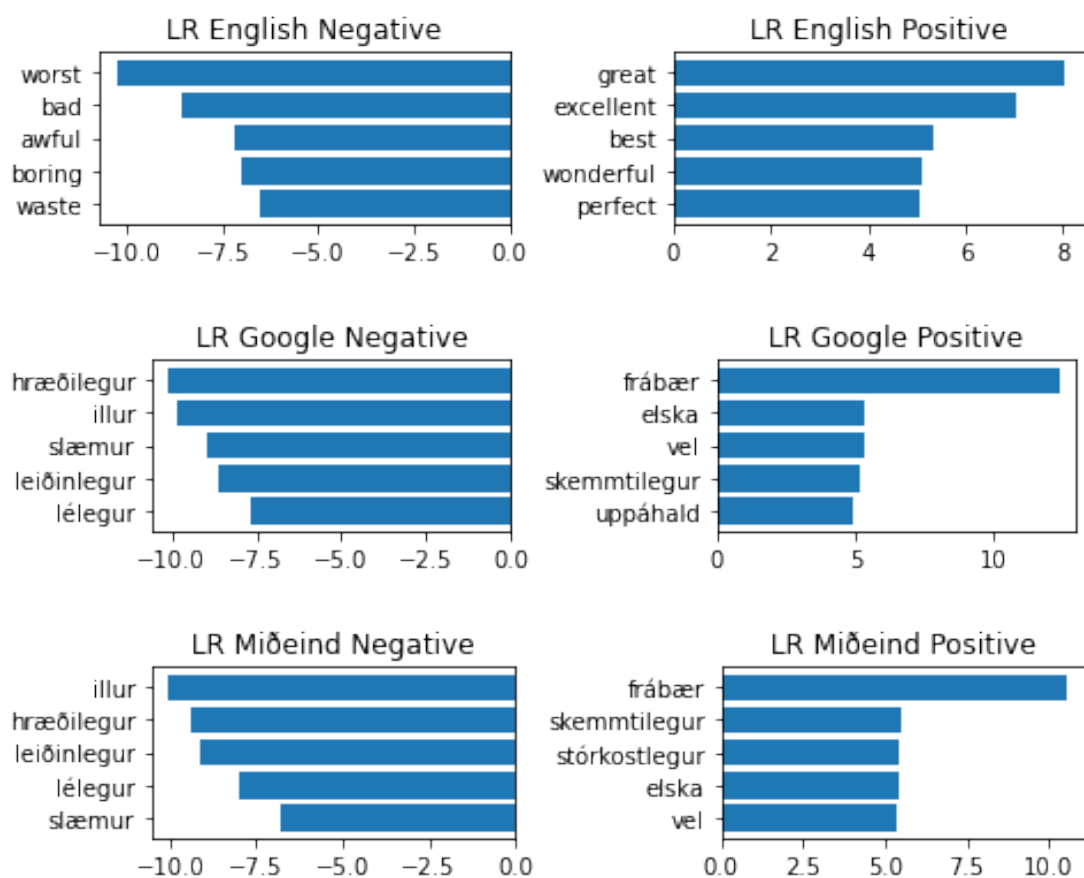 LR English Negative
worst
bad
awful
boring
waste
−10.0 −7.5 −5.0 −2.5 0.0
LR English Positive
great
excellent
best
wonderful
perfect
0 2 4 6 8
LR Google Negative
hræðilegur
illur
slæmur
leiðinlegur
lélegur
−10.0 −7.5 −5.0 −2.5 0.0
LR Google Positive
frábær
elska
vel
skemmtilegur
uppáhald
0 5 10
LR Miðeind Negative
illur
hræðilegur
leiðinlegur
lélegur
slæmur
−10.0 −7.5 −5.0 −2.5 0.0
LR Miðeind Positive
frábær
skemmtilegur
stórkostlegur
elska
vel
0.0 2.5 5.0 7.5 10.0